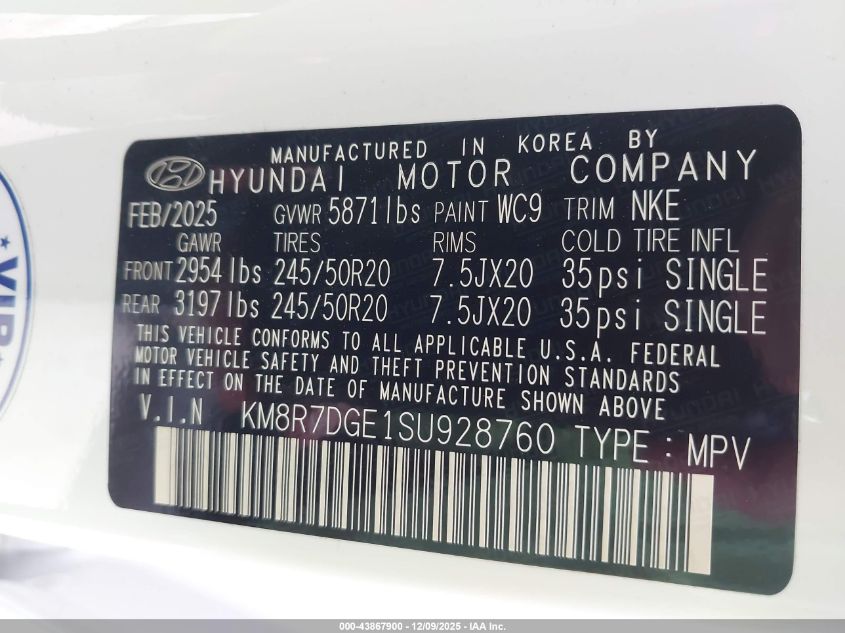 MANUFACTURED IN KOREA BY
HYUNDAI MOTOR COMPANY
FEB/2025 GVWR 5871lbs PAINT WC9 TRIM NKE
GAWR TIRES RIMS COLD TIRE INFL
FRONT 2954lbs 245/50R20 7.5JX20 35psi SINGLE
REAR 3197lbs 245/50R20 7.5JX20 35psi SINGLE
THIS VEHICLE CONFORMS TO ALL APPLICABLE U.S.A. FEDERAL
MOTOR VEHICLE SAFETY AND THEFT PREVENTION STANDARDS
IN EFFECT ON THE DATE OF MANUFACTURE SHOWN ABOVE
V.I.N KM8R7DGE1SU928760 TYPE : MPV
VIP
000-43867900 - 12/09/2025 - IAA Inc.